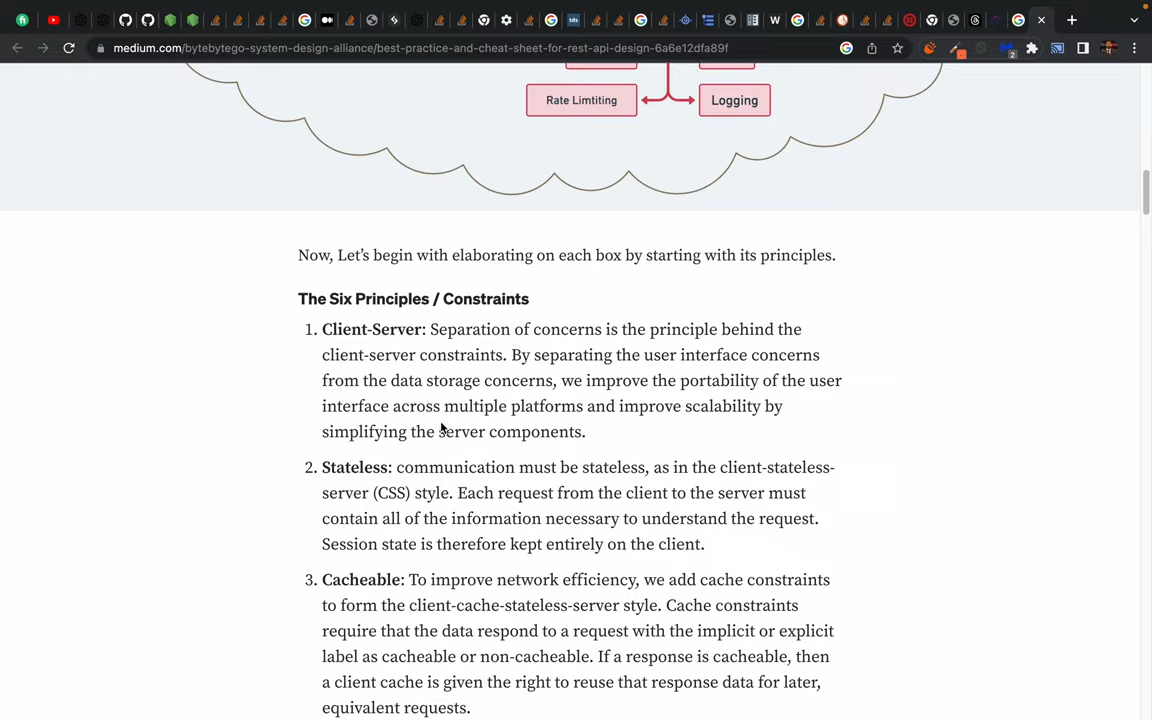 medium.com/bytebytego-system-design-alliance/best-practice-and-cheat-sheet-for-rest-api-design-6a6e12dfa89f
2
Rate Limtiting
Logging
Now, Let’s begin with elaborating on each box by starting with its principles.
The Six Principles / Constraints
1. Client-Server: Separation of concerns is the principle behind the
client-server constraints. By separating the user interface concerns
from the data storage concerns, we improve the portability of the user
interface across multiple platforms and improve scalability by
simplifying the server components.
2. Stateless: communication must be stateless, as in the client-stateless-
server (CSS) style. Each request from the client to the server must
contain all of the information necessary to understand the request.
Session state is therefore kept entirely on the client.
3. Cacheable: To improve network efficiency, we add cache constraints
to form the client-cache-stateless-server style. Cache constraints
require that the data respond to a request with the implicit or explicit
label as cacheable or non-cacheable. If a response is cacheable, then
a client cache is given the right to reuse that response data for later,
equivalent requests.